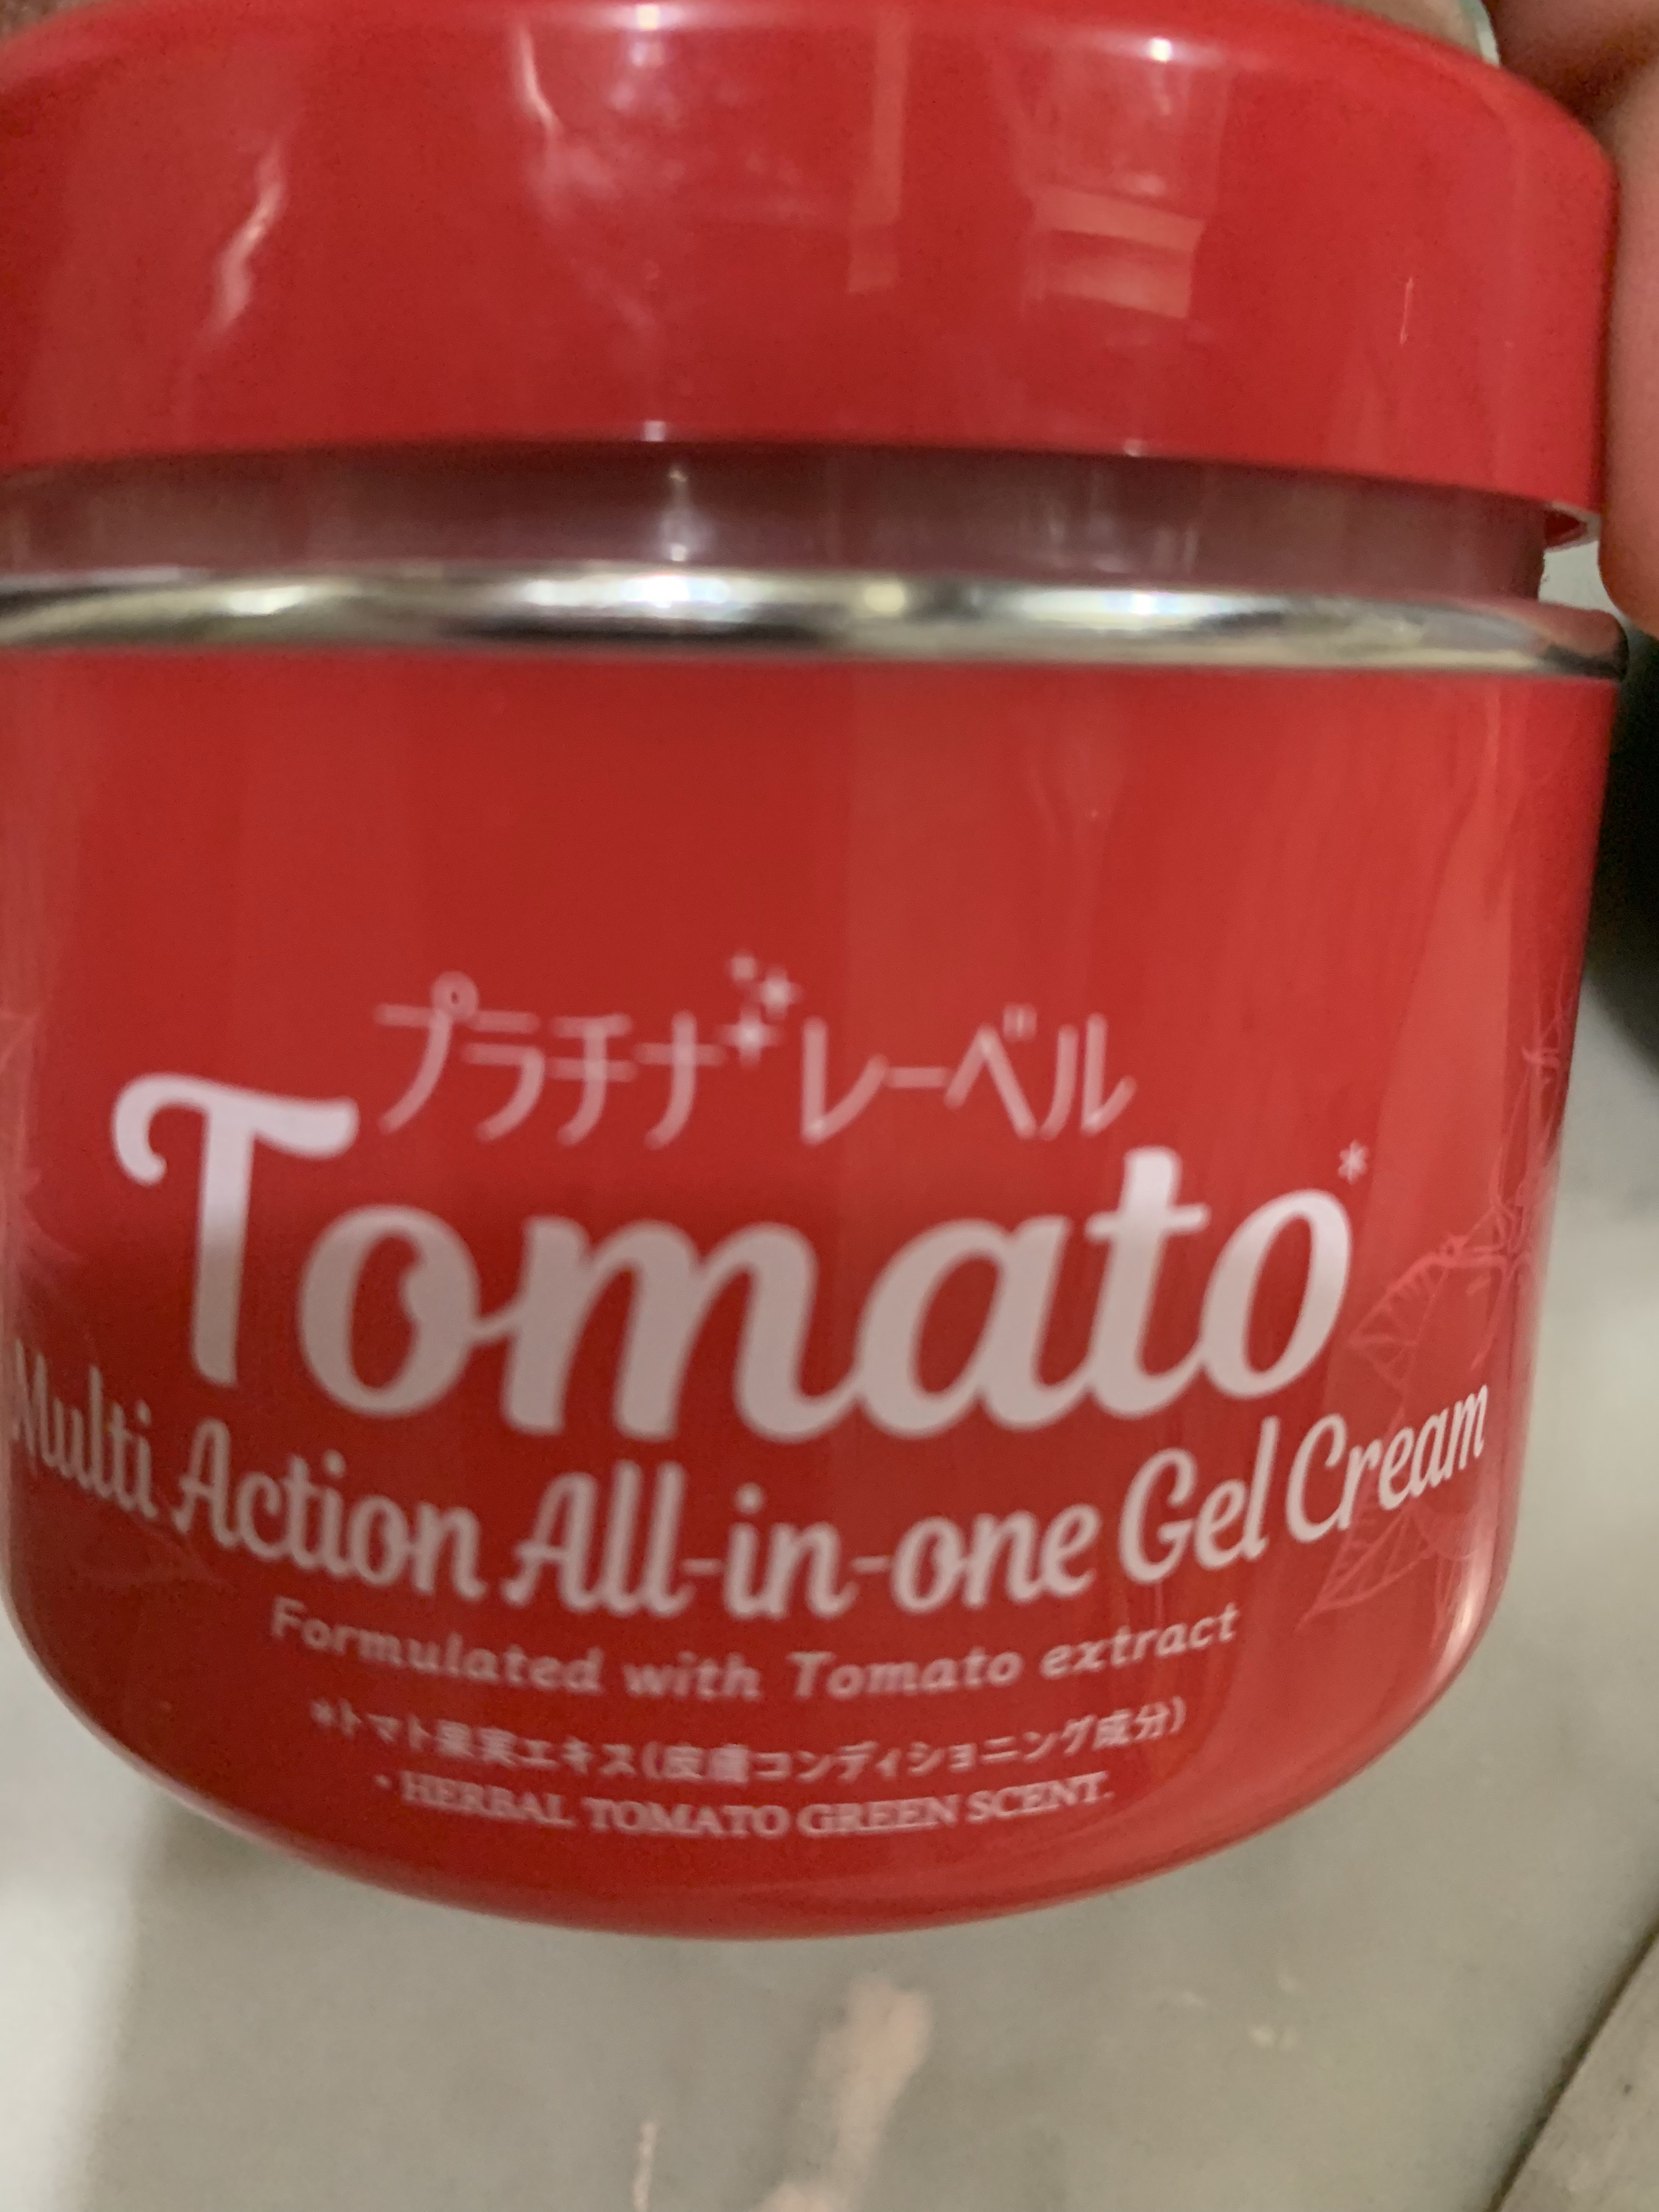 プラチナレーベル
Tomato*
Multi Action All-in-one Gel Cream
Formulated with Tomato extract
*トマト果実エキス(皮膚コンディショニング成分)
・HERBAL TOMATO GREEN SCENT.